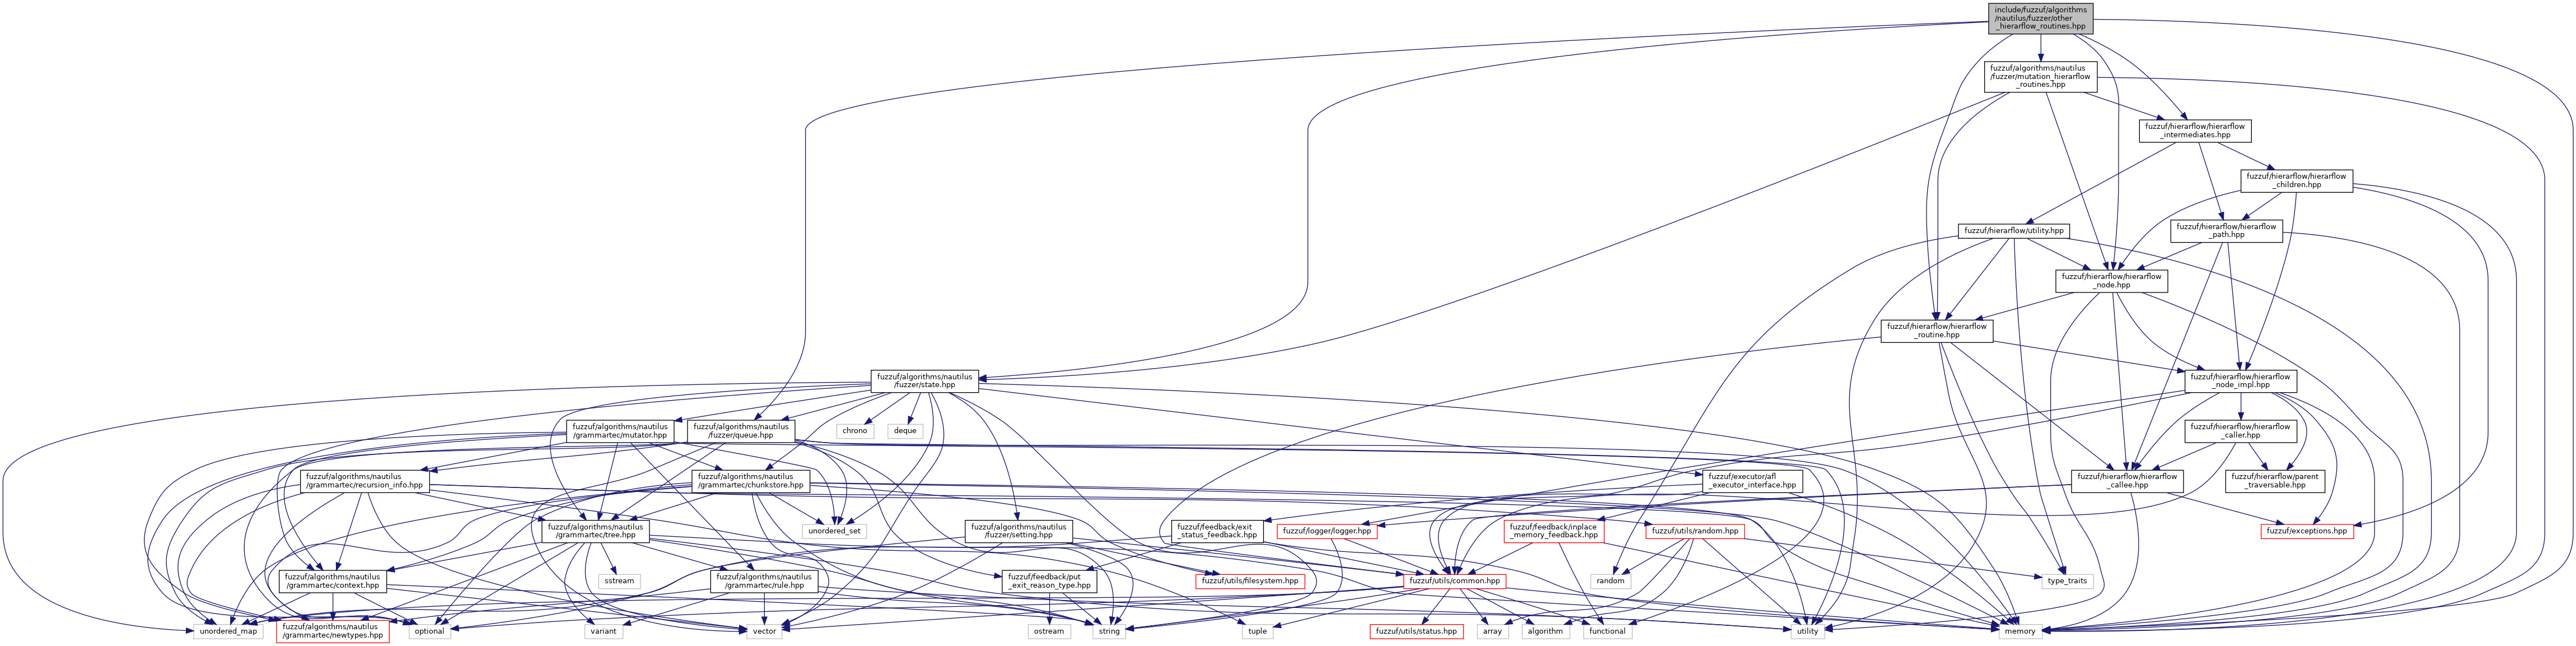 include/fuzzuf/algorithms
/nautilus/fuzzer/other
_hierarflow_routines.hpp
fuzzuf/algorithms/nautilus
/fuzzer/mutation_hierarflow
_routines.hpp
fuzzuf/hierarflow/hierarflow
_intermediates.hpp
fuzzuf/hierarflow/hierarflow
_children.hpp
fuzzuf/hierarflow/utility.hpp
fuzzuf/hierarflow/hierarflow
_path.hpp
fuzzuf/hierarflow/hierarflow
_node.hpp
fuzzuf/hierarflow/hierarflow
_routine.hpp
fuzzuf/algorithms/nautilus
/fuzzer/state.hpp
fuzzuf/hierarflow/hierarflow
_node_impl.hpp
fuzzuf/algorithms/nautilus
/grammartec/mutator.hpp
fuzzuf/algorithms/nautilus
/fuzzer/queue.hpp
chrono
deque
fuzzuf/hierarflow/hierarflow
_caller.hpp
fuzzuf/algorithms/nautilus
/grammartec/recursion_info.hpp
fuzzuf/algorithms/nautilus
/grammartec/chunkstore.hpp
fuzzuf/executor/afl
_executor_interface.hpp
fuzzuf/hierarflow/hierarflow
_callee.hpp
fuzzuf/hierarflow/parent
_traversable.hpp
fuzzuf/algorithms/nautilus
/grammartec/tree.hpp
unordered_set
fuzzuf/algorithms/nautilus
/fuzzer/setting.hpp
fuzzuf/feedback/exit
_status_feedback.hpp
fuzzuf/logger/logger.hpp
fuzzuf/feedback/inplace
_memory_feedback.hpp
fuzzuf/utils/random.hpp
fuzzuf/exceptions.hpp
fuzzuf/algorithms/nautilus
/grammartec/context.hpp
sstream
fuzzuf/algorithms/nautilus
/grammartec/rule.hpp
fuzzuf/feedback/put
_exit_reason_type.hpp
fuzzuf/utils/filesystem.hpp
fuzzuf/utils/common.hpp
random
type_traits
unordered_map
fuzzuf/algorithms/nautilus
/grammartec/newtypes.hpp
optional
variant
vector
ostream
string
tuple
fuzzuf/utils/status.hpp
array
algorithm
functional
utility
memory